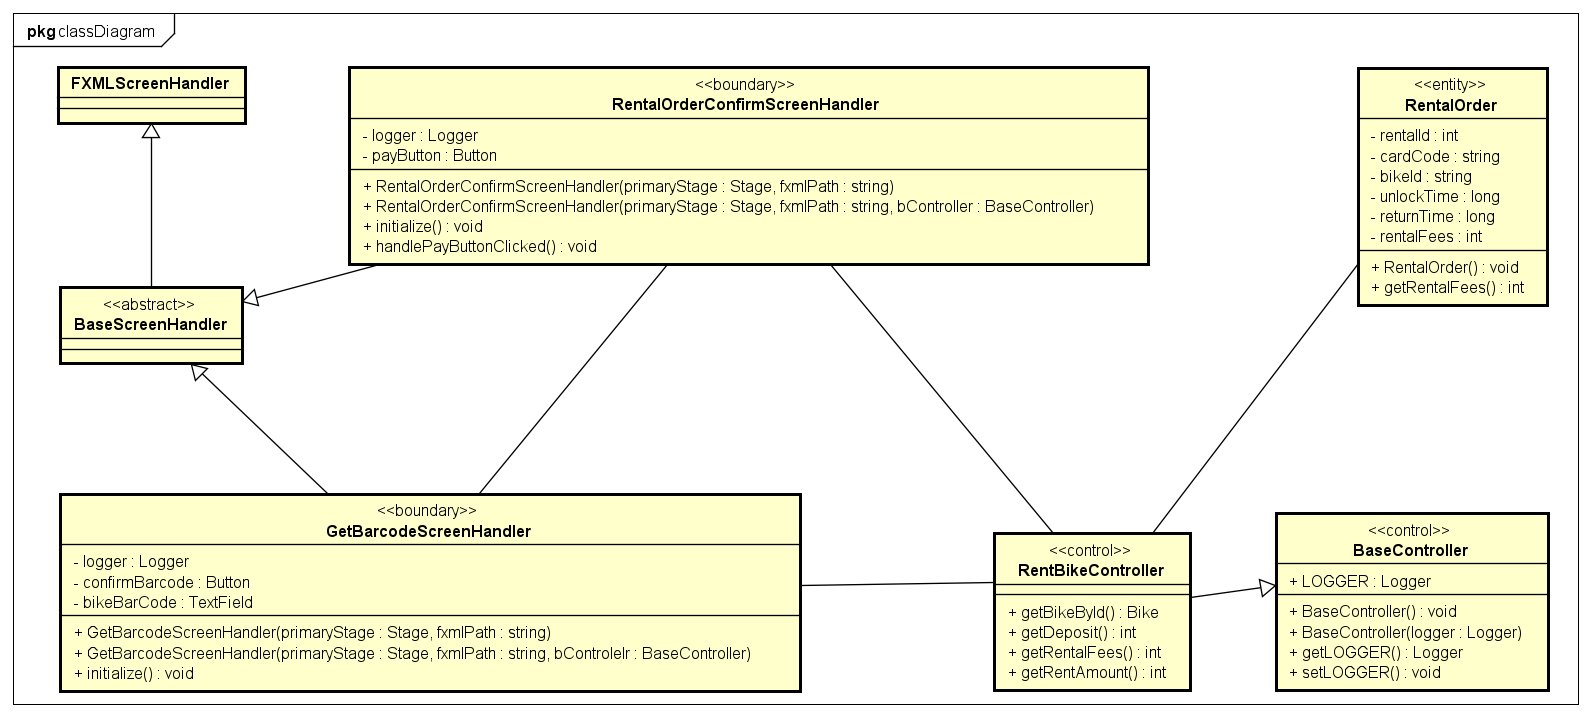 pkg classDiagram
FXMLScreenHandler
<<boundary>>
RentalOrderConfirmScreenHandler
- logger : Logger
- payButton : Button
+ RentalOrderConfirmScreenHandler(primaryStage : Stage, fxmlPath : string)
+ RentalOrderConfirmScreenHandler(primaryStage : Stage, fxmlPath : string, bController : BaseController)
+ initialize() : void
+ handlePayButtonClicked() : void
<<entity>>
RentalOrder
- rentalId : int
- cardCode : string
- bikeId : string
- unlockTime : long
- returnTime : long
- rentalFees : int
+ RentalOrder() : void
+ getRentalFees() : int
<<abstract>>
BaseScreenHandler
<<boundary>>
GetBarcodeScreenHandler
- logger : Logger
- confirmBarcode : Button
- bikeBarCode : TextField
+ GetBarcodeScreenHandler(primaryStage : Stage, fxmlPath : string)
+ GetBarcodeScreenHandler(primaryStage : Stage, fxmlPath : string, bControlelr : BaseController)
+ initialize() : void
<<control>>
RentBikeController
+ getBikeById() : Bike
+ getDeposit() : int
+ getRentalFees() : int
+ getRentAmount() : int
<<control>>
BaseController
+ LOGGER : Logger
+ BaseController() : void
+ BaseController(logger : Logger)
+ getLOGGER() : Logger
+ setLOGGER() : void